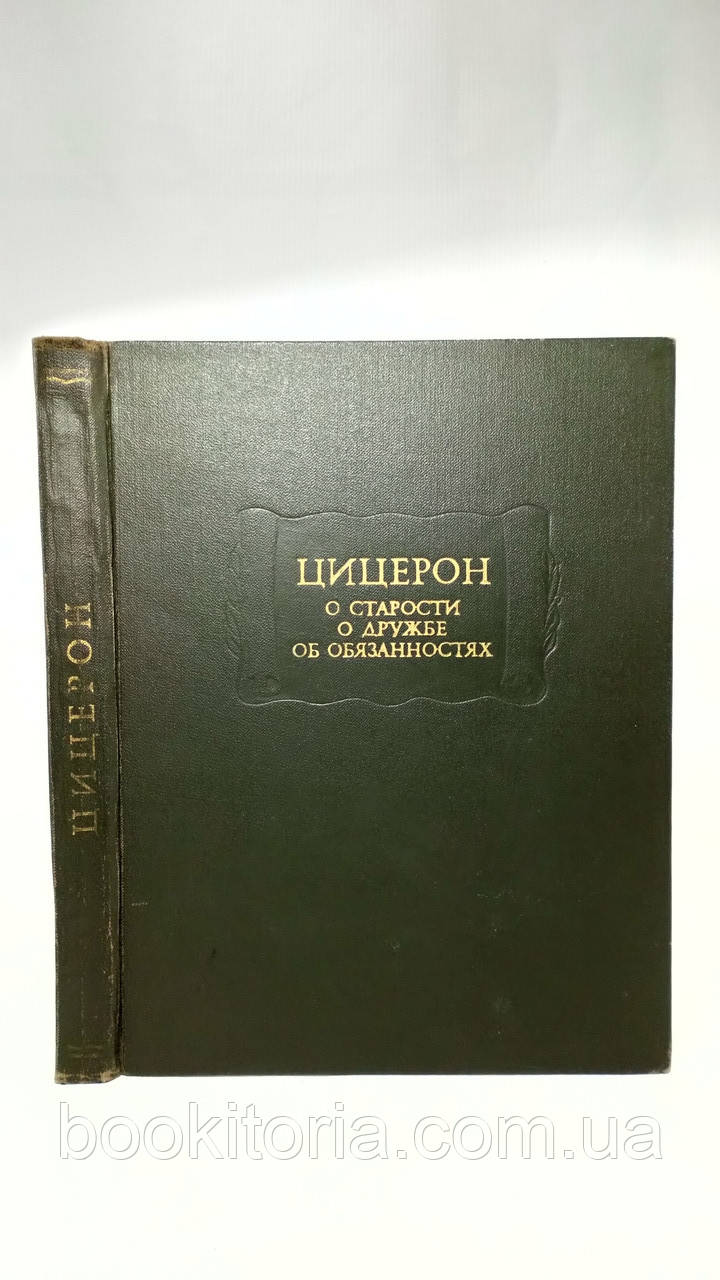 ЦИЦЕРОН
ЦИЦЕРОН
О СТАРОСТИ
О ДРУЖБЕ
ОБ ОБЯЗАННОСТЯХ
bookitoria.com.ua